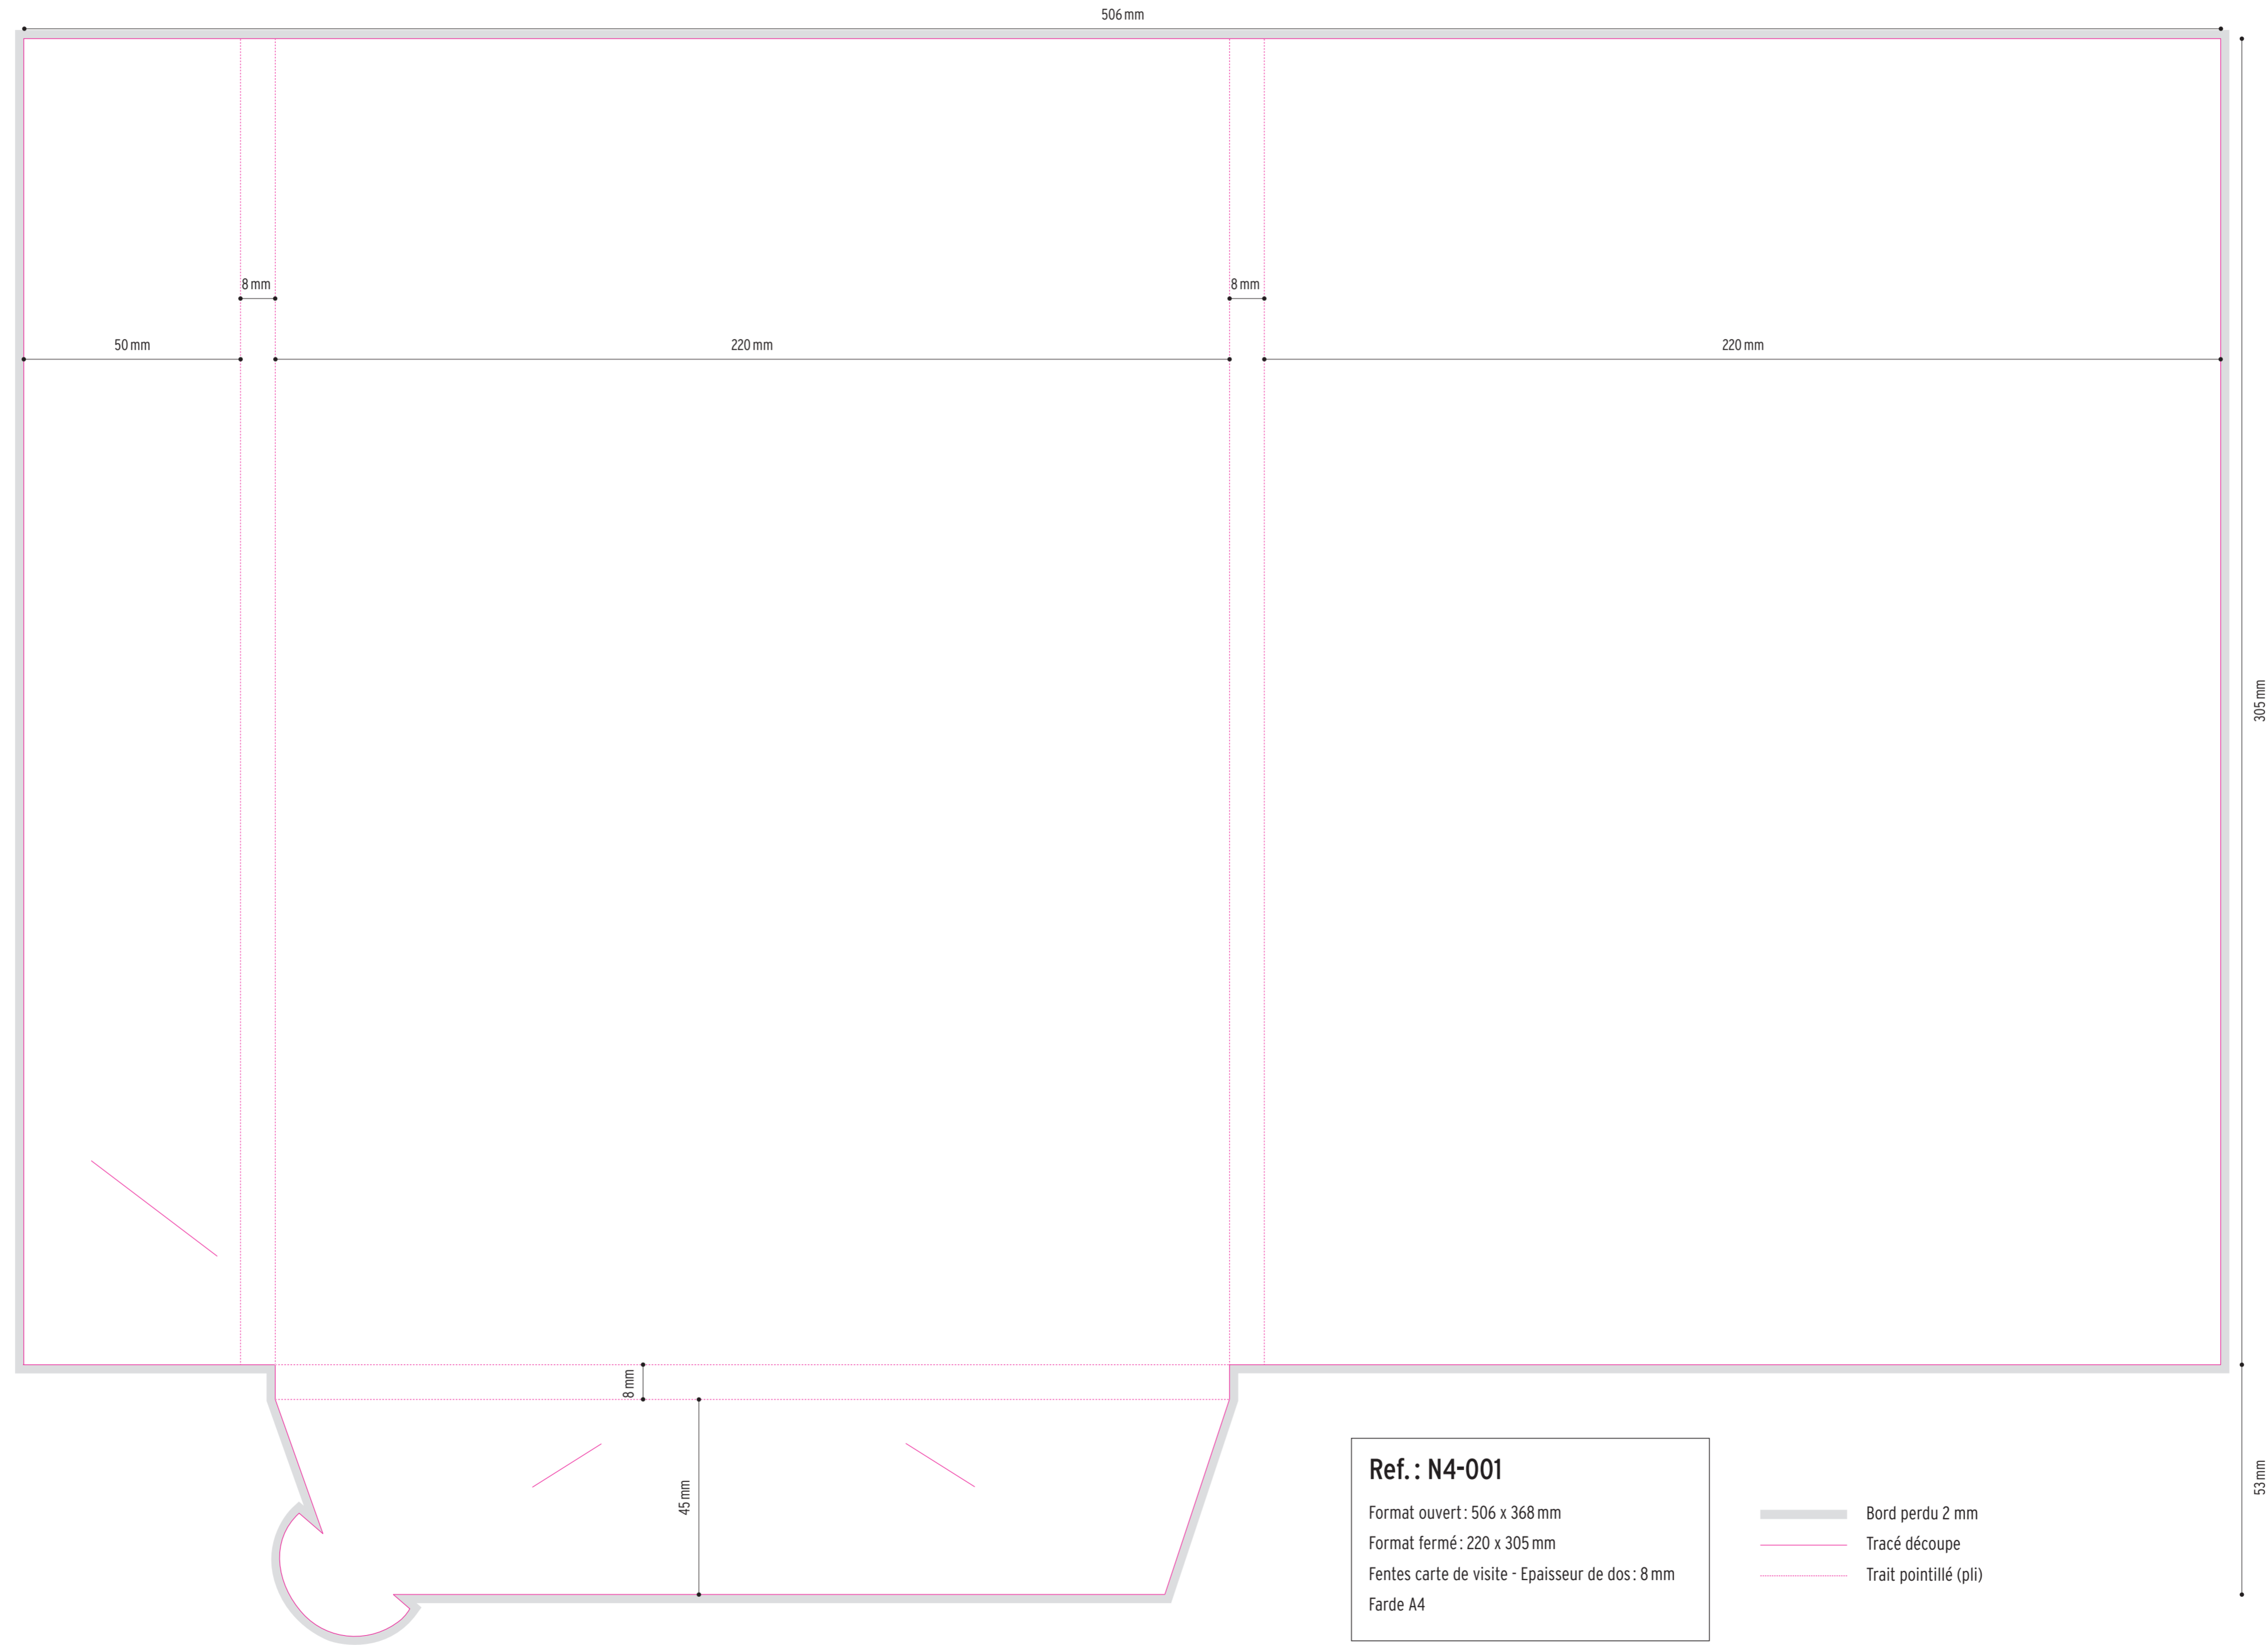 506 mm
8 mm
8 mm
50 mm
220 mm
220 mm
305 mm
8 mm
45 mm
53 mm
Ref. : N4-001
Format ouvert : 506 x 368 mm
Format fermé : 220 x 305 mm
Fentes carte de visite - Epaisseur de dos : 8 mm
Farde A4
Bord perdu 2 mm
Tracé découpe
Trait pointillé (pli)